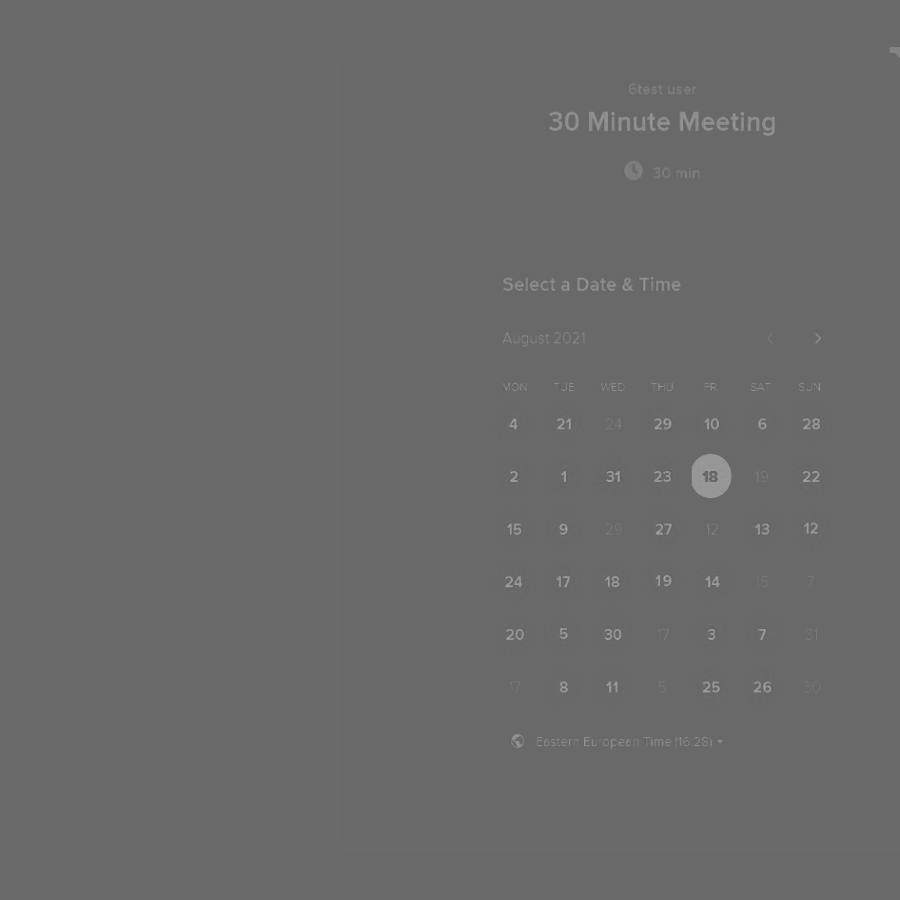 6test user
30 Minute Meeting
30 min
Select a Date & Time
August 2021
MON TUE WED THU FRI SAT SUN
4 21 24 29 10 6 28
2 1 31 23 18 19 22
15 9 29 27 12 13 12
24 17 18 19 14 15 7
20 5 30 17 3 7 31
17 8 11 5 25 26 30
Eastern European Time (16:28)